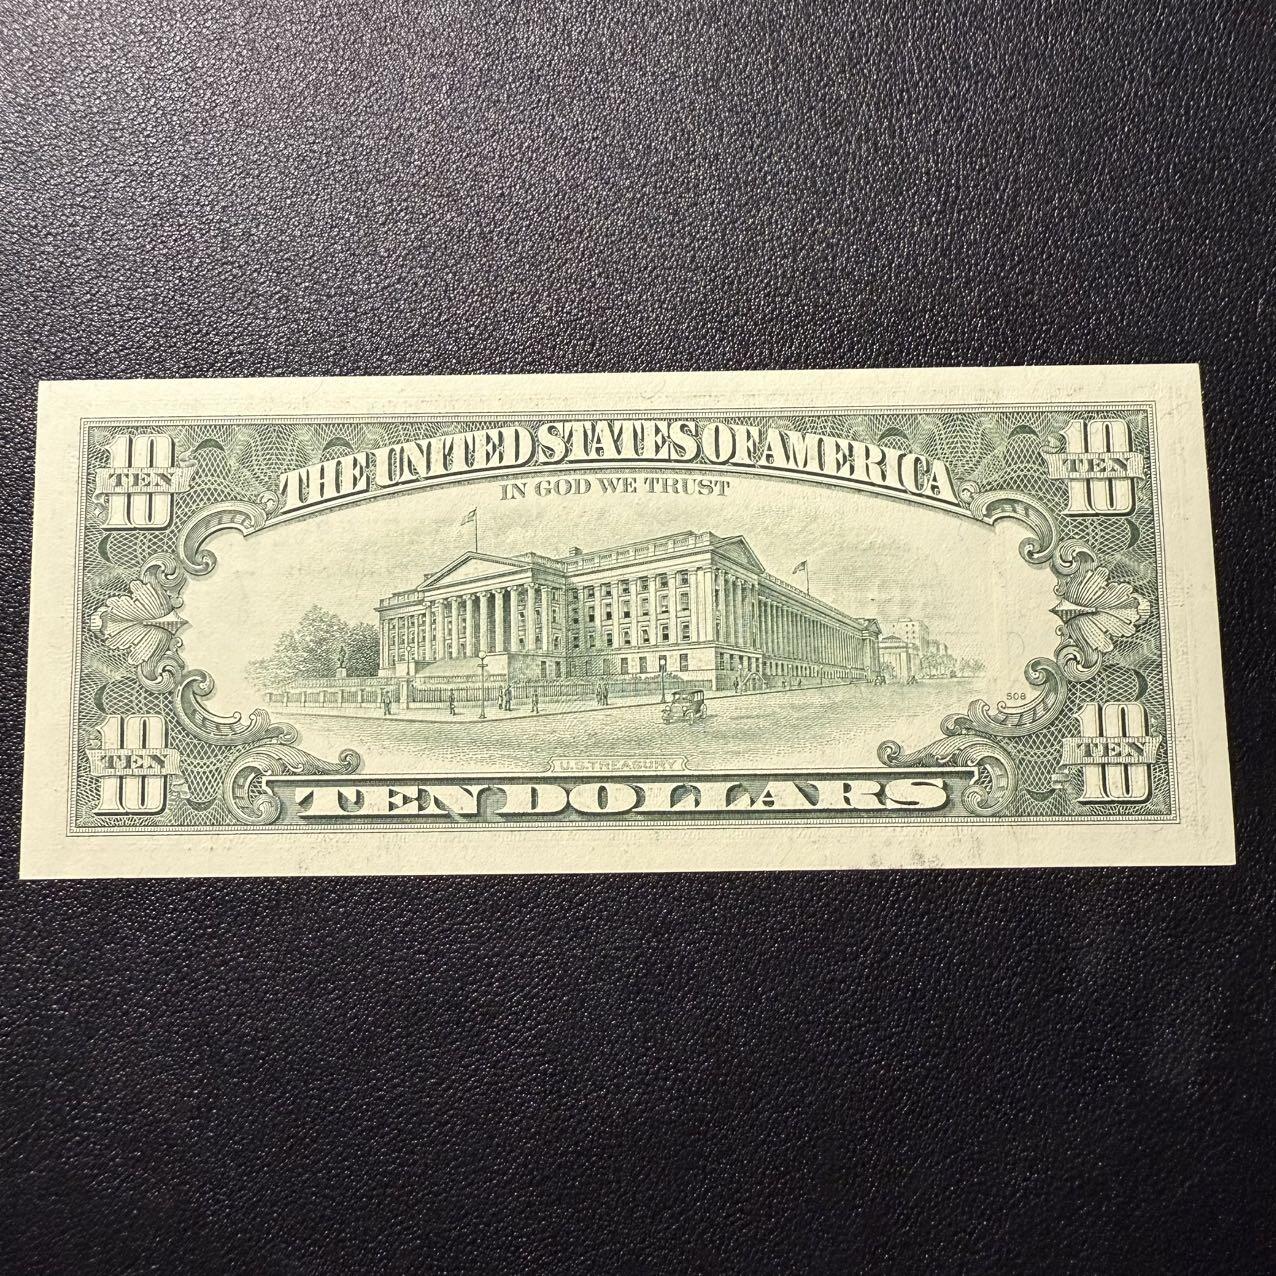 10 TEN 10
THE UNITED STATES OF AMERICA
10 TEN 10
IN GOD WE TRUST
508
10 TEN 10
U.S. TREASURY
10 TEN 10
TEN DOLLARS